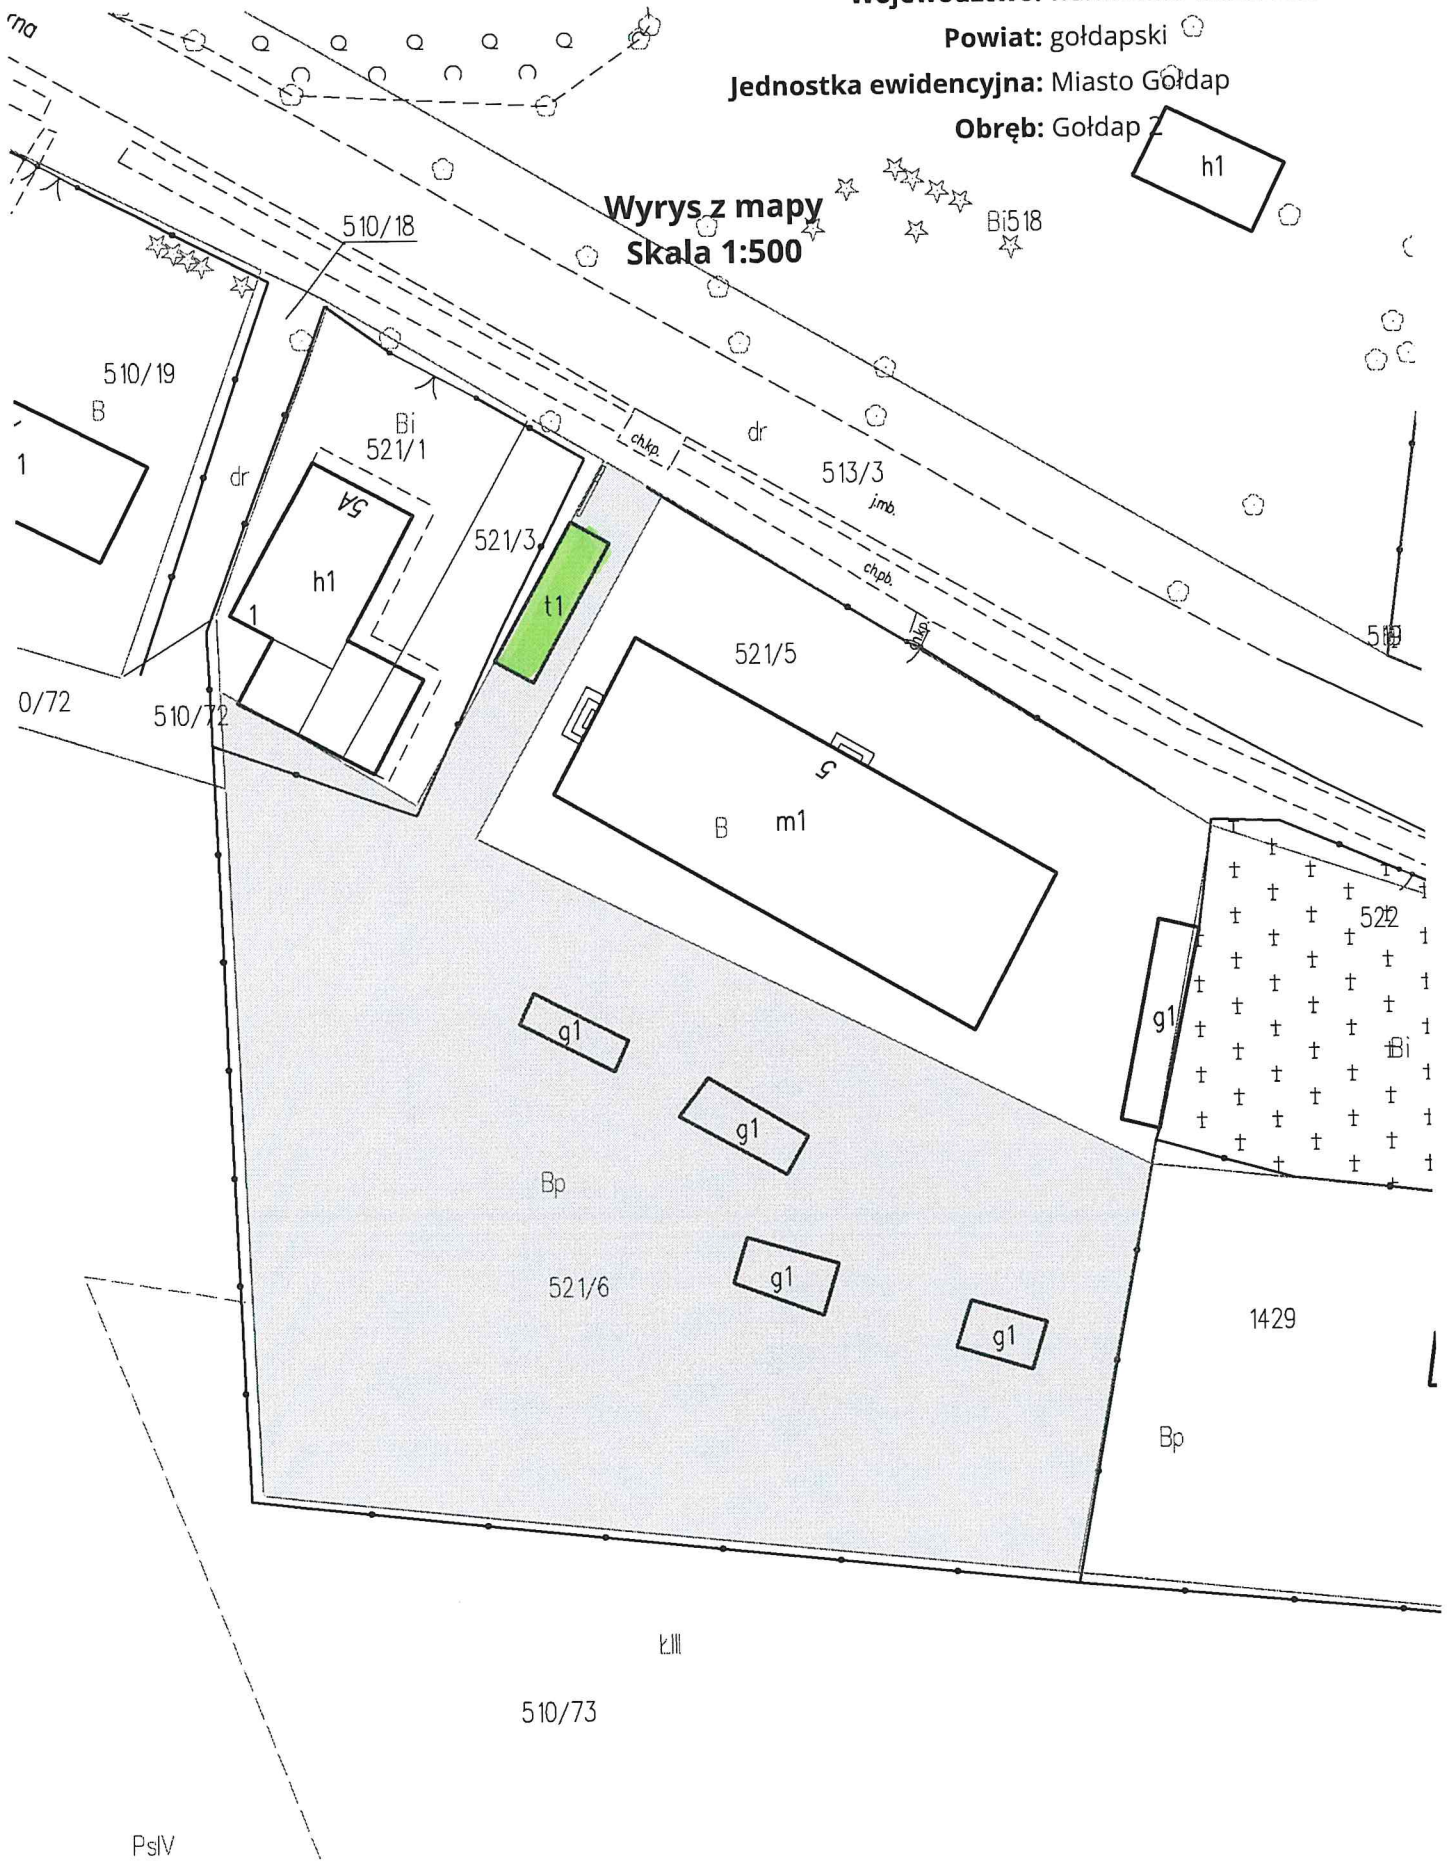 Powiat: gołdapski
Jednostka ewidencyjna: Miasto Gołdap
Obręb: Gołdap 2
h1
Wyrys z mapy
Skala 1:500
Bi518
510/18
510/19
B
1
dr
Bi
521/1
5A
h1
1
521/3
t1
ch.kp.
dr
513/3
j.mb.
ch.pb.
ch.kp.
521/5
0/72
510/72
5
B
m1
522
Bi
g1
g1
g1
Bp
g1
521/6
g1
1429
Bp
ŁIII
510/73
PsIV